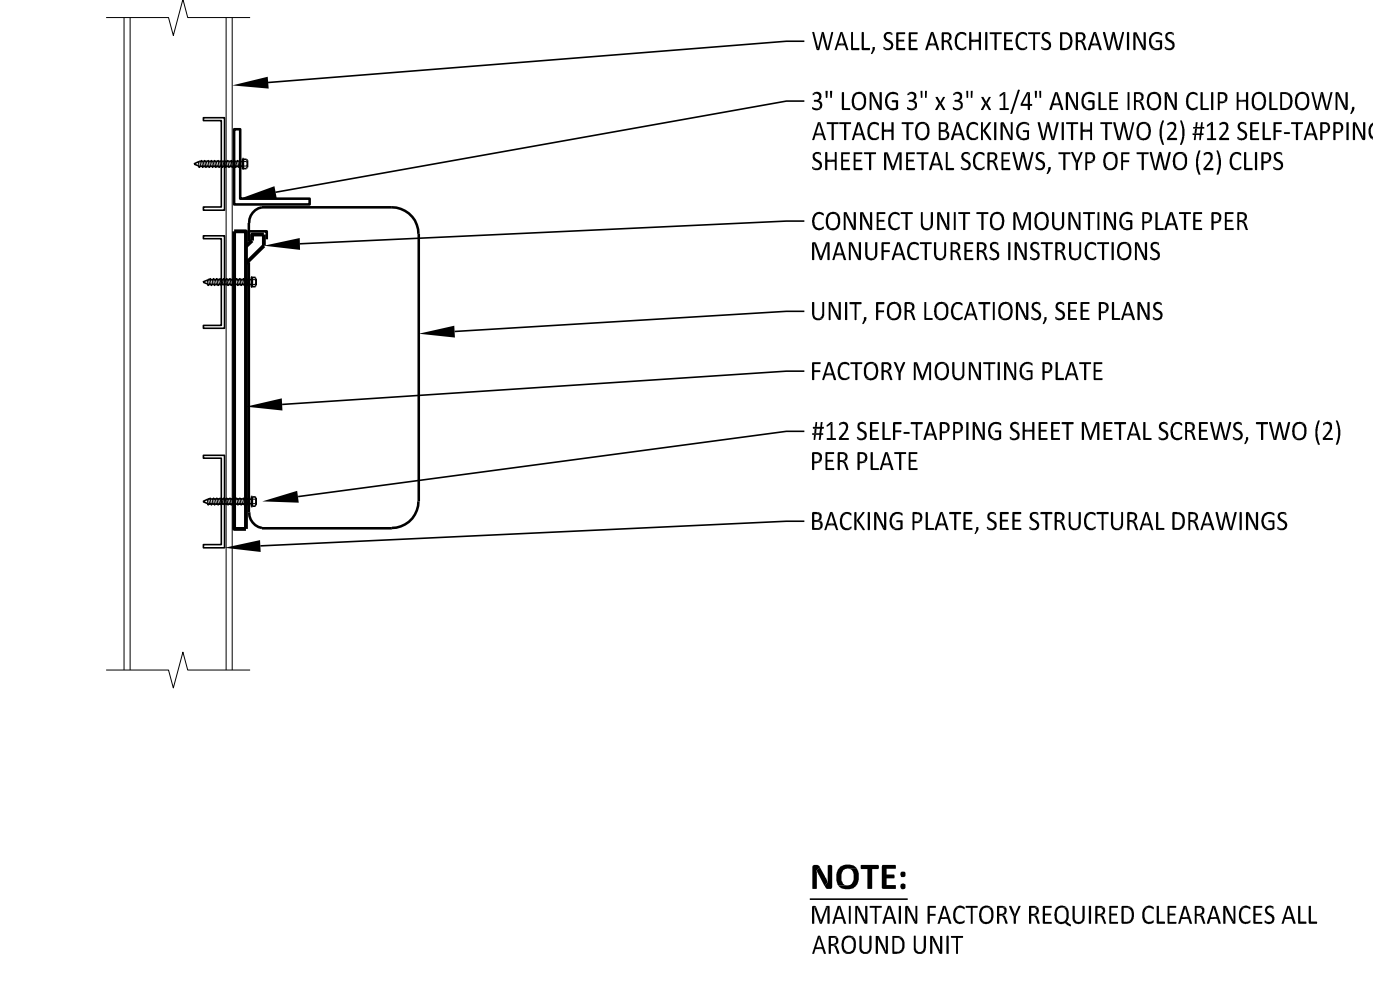 WALL, SEE ARCHITECTS DRAWINGS
3" LONG 3" x 3" x 1/4" ANGLE IRON CLIP HOLDOWN,
ATTACH TO BACKING WITH TWO (2) #12 SELF-TAPPING
SHEET METAL SCREWS, TYP OF TWO (2) CLIPS
CONNECT UNIT TO MOUNTING PLATE PER
MANUFACTURERS INSTRUCTIONS
UNIT, FOR LOCATIONS, SEE PLANS
FACTORY MOUNTING PLATE
#12 SELF-TAPPING SHEET METAL SCREWS, TWO (2)
PER PLATE
BACKING PLATE, SEE STRUCTURAL DRAWINGS
NOTE:
MAINTAIN FACTORY REQUIRED CLEARANCES ALL
AROUND UNIT